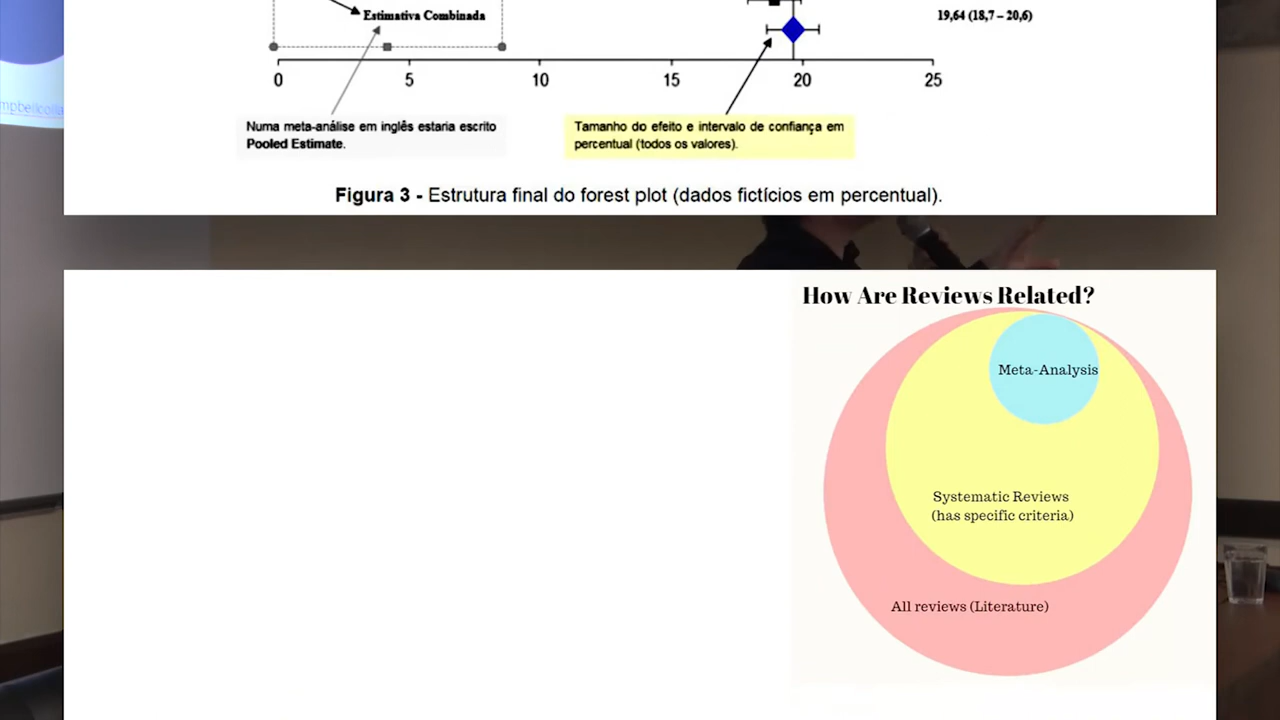 Estimativa Combinada
19,64 (18,7 – 20,6)
0 5 10 15 20 25
Numa meta-análise em inglês estaria escrito
Pooled Estimate.
Tamanho do efeito e intervalo de confiança em
percentual (todos os valores).
Figura 3 - Estrutura final do forest plot (dados fictícios em percentual).
How Are Reviews Related?
Meta-Analysis
Systematic Reviews
(has specific criteria)
All reviews (Literature)